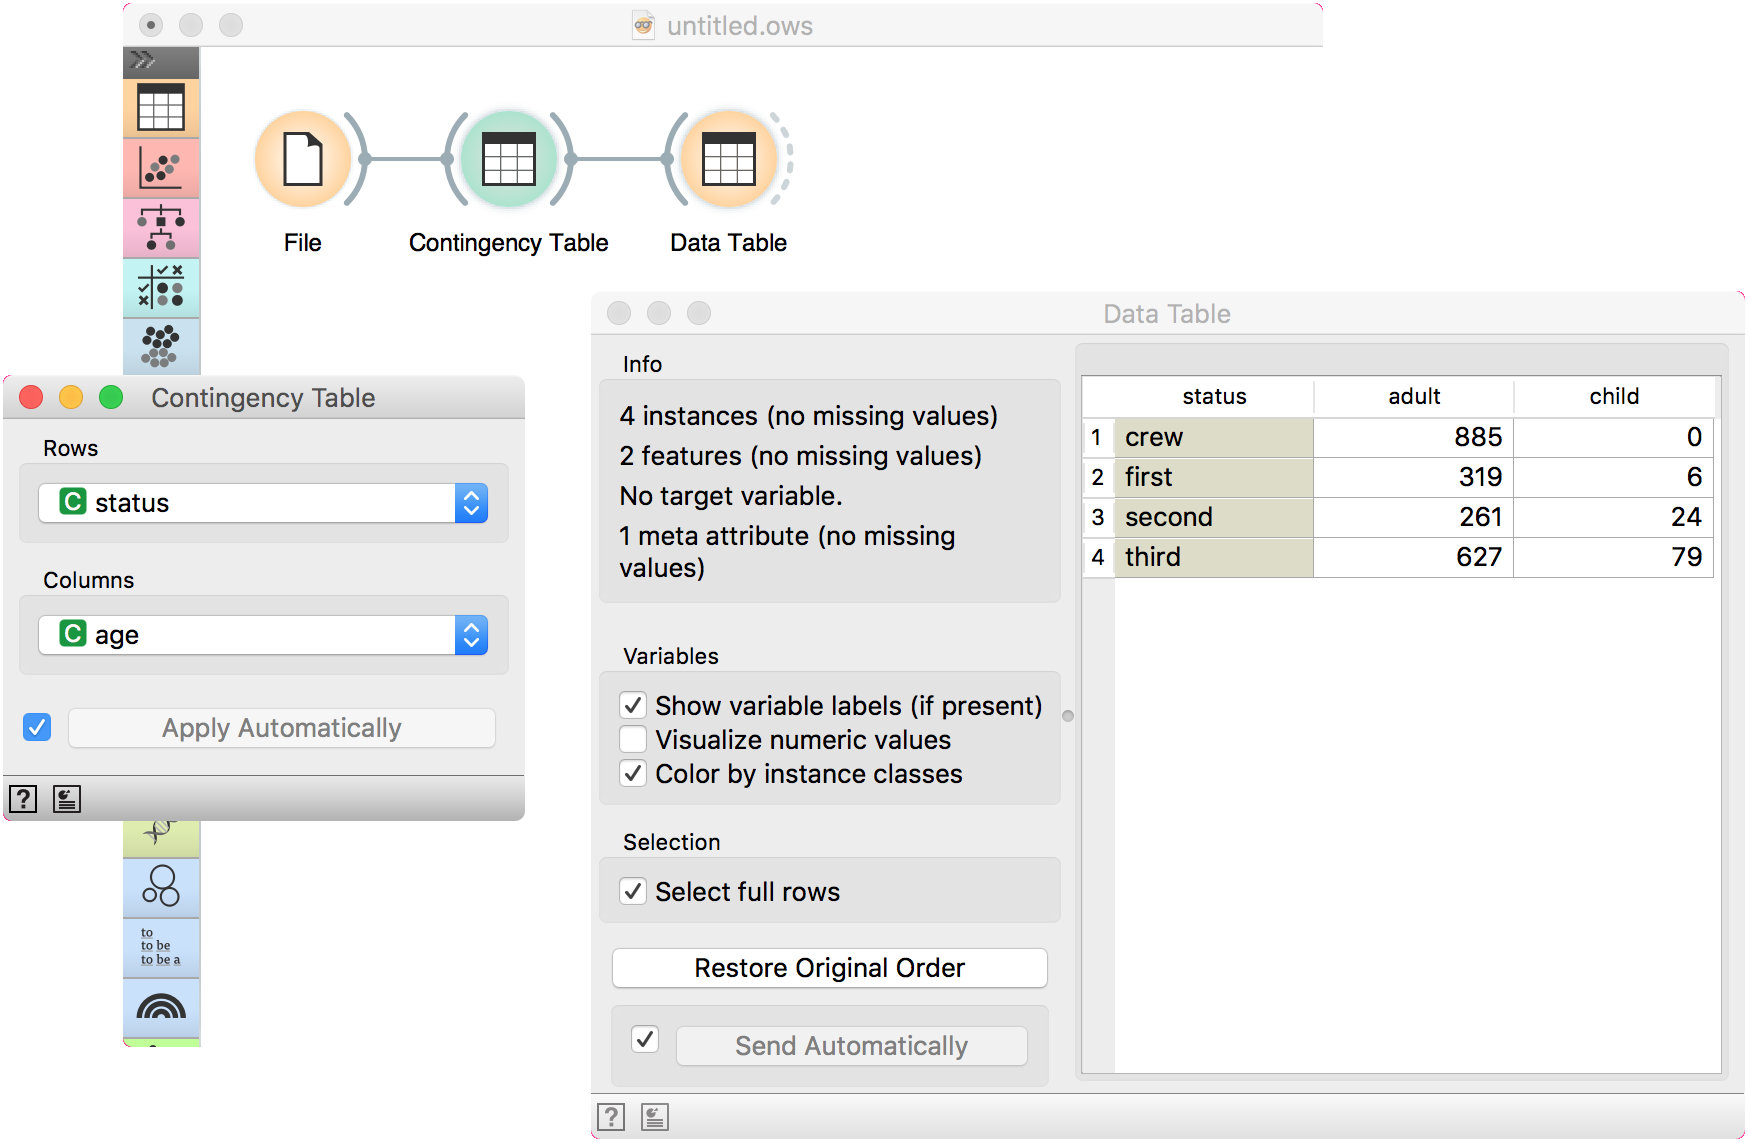 untitled.ows
File
Contingency Table
Data Table
to
to be
to be a
Contingency Table
Rows
C status
Columns
C age
Apply Automatically
?
Data Table
Info
4 instances (no missing values)
2 features (no missing values)
No target variable.
1 meta attribute (no missing
values)
Variables
Show variable labels (if present)
Visualize numeric values
Color by instance classes
Selection
Select full rows
Restore Original Order
Send Automatically
?
status adult child
1 crew 885 0
2 first 319 6
3 second 261 24
4 third 627 79